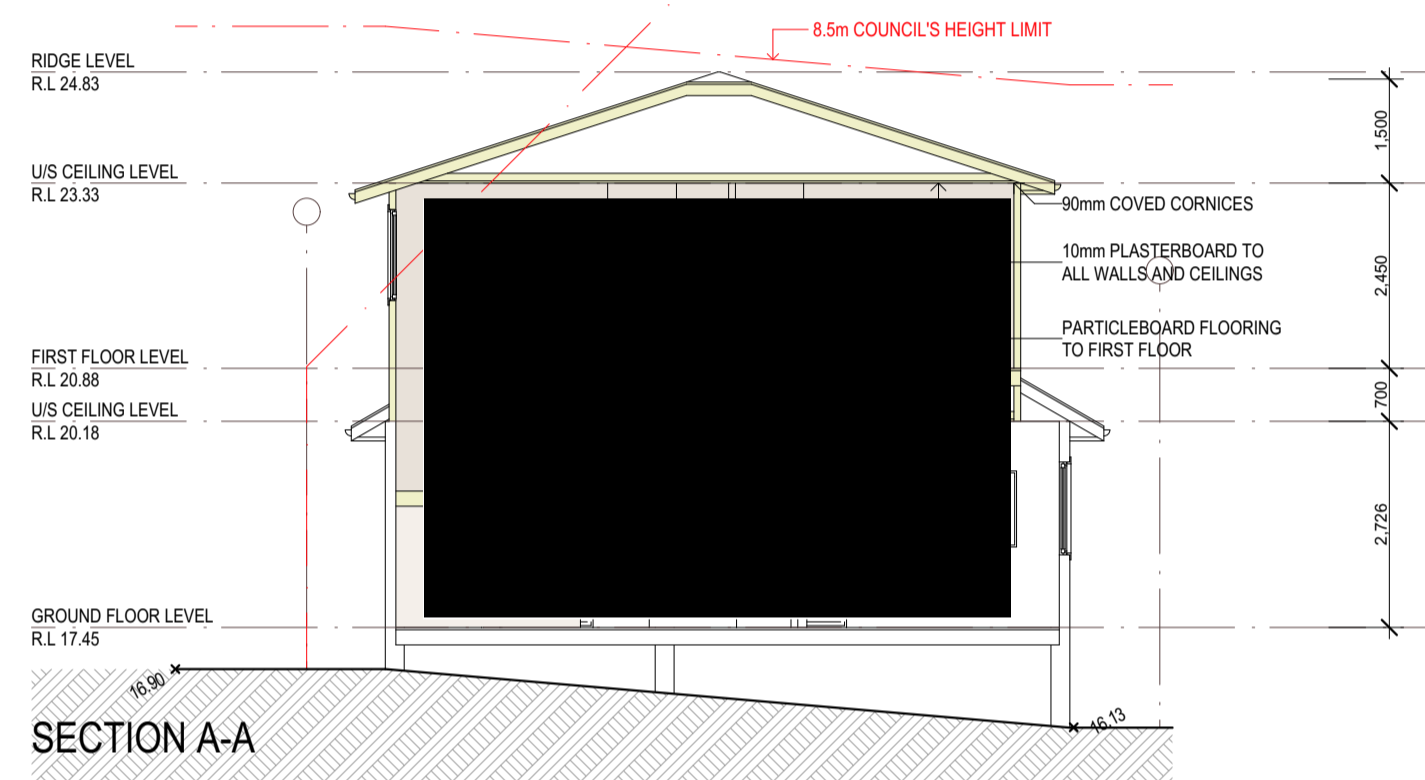 8.5m COUNCIL'S HEIGHT LIMIT
RIDGE LEVEL
R.L 24.83
U/S CEILING LEVEL
R.L 23.33
FIRST FLOOR LEVEL
R.L 20.88
U/S CEILING LEVEL
R.L 20.18
GROUND FLOOR LEVEL
R.L 17.45
90mm COVED CORNICES
10mm PLASTERBOARD TO
ALL WALLS AND CEILINGS
PARTICLEBOARD FLOORING
TO FIRST FLOOR
1,500
2,450
700
2,726
16.90
16.13
SECTION A-A